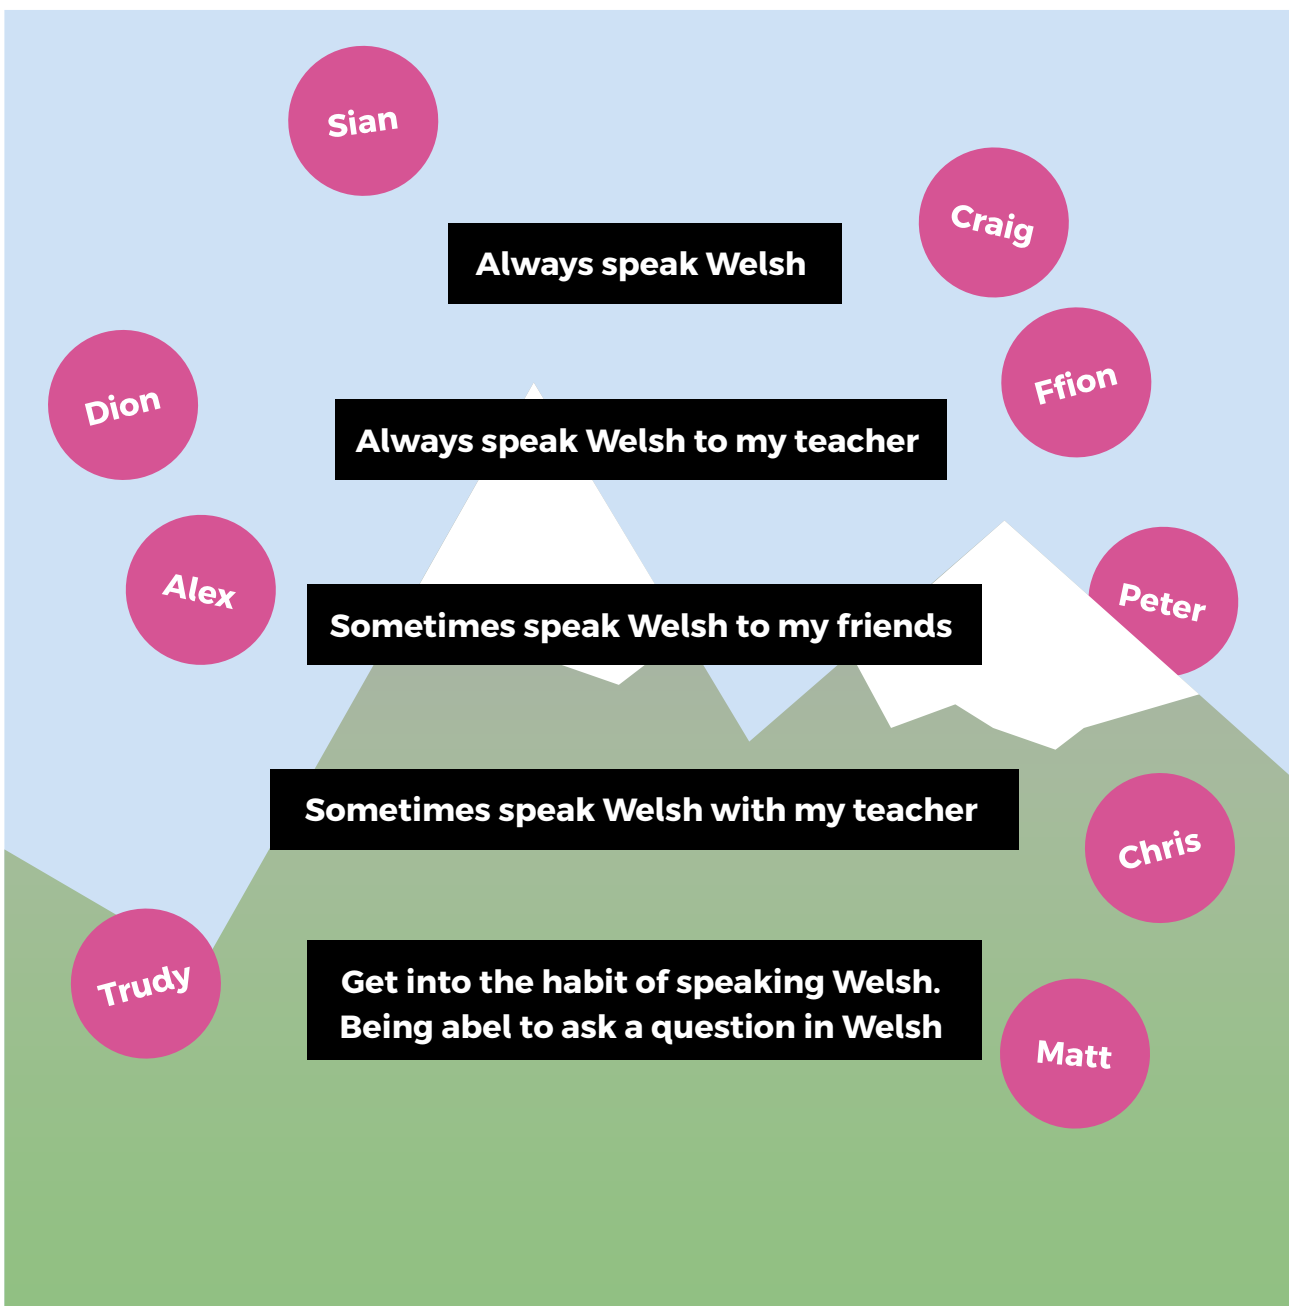 Sian
Craig
Always speak Welsh
Ffion
Dion
Always speak Welsh to my teacher
Alex
Peter
Sometimes speak Welsh to my friends
Sometimes speak Welsh with my teacher
Chris
Trudy
Get into the habit of speaking Welsh.
Being abel to ask a question in Welsh
Matt